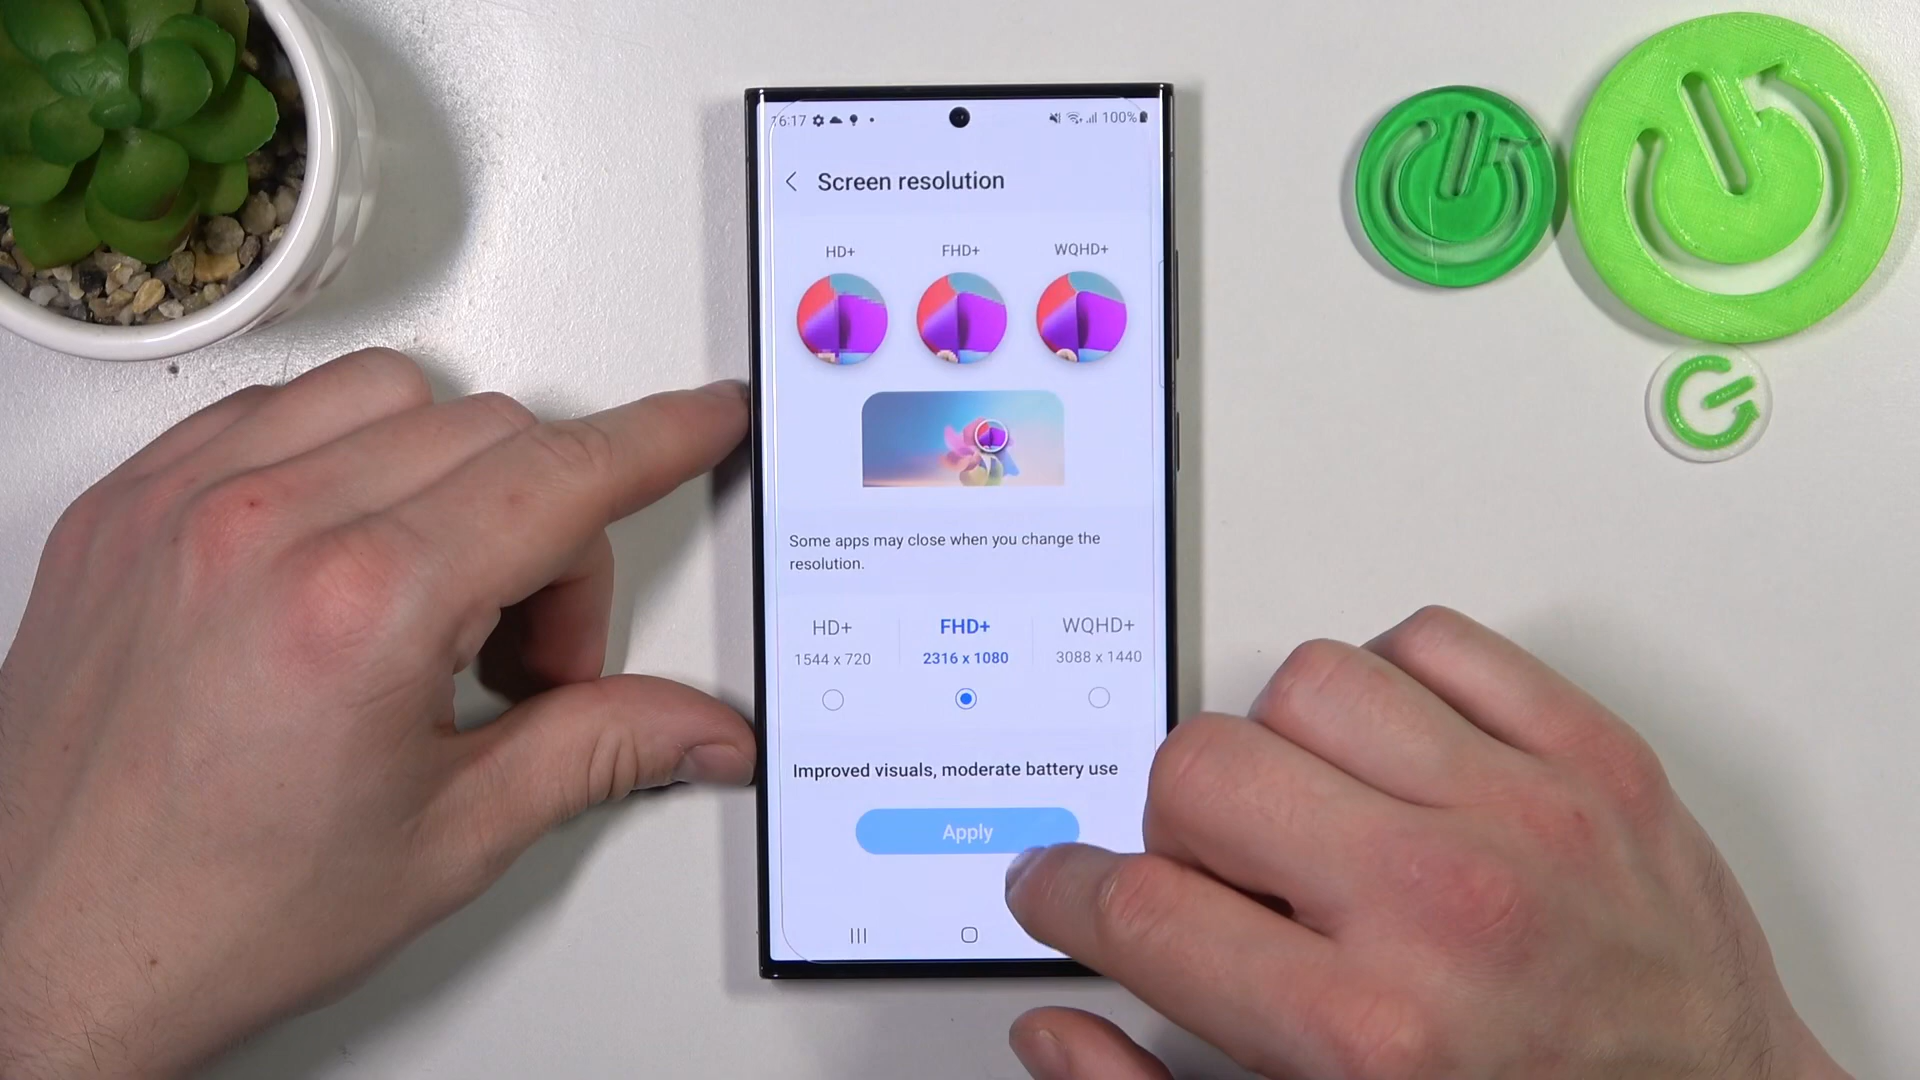 16:17 100%
Screen resolution
HD+ FHD+ WQHD+
Some apps may close when you change the
resolution.
HD+ FHD+ WQHD+
1544 x 720 2316 x 1080 3088 x 1440
Improved visuals, moderate battery use
Apply